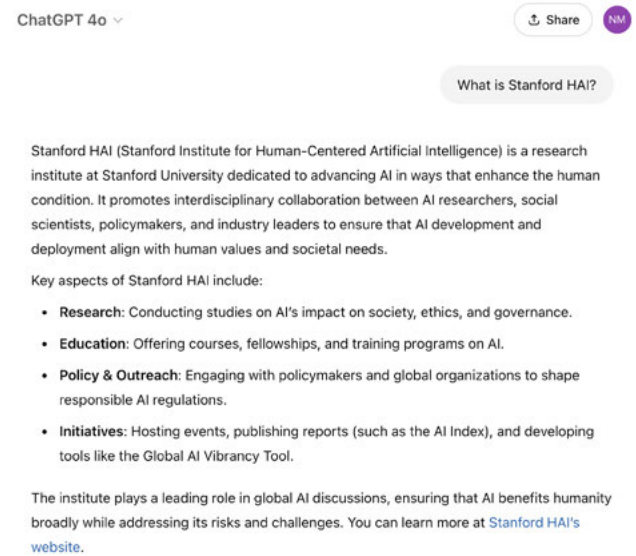 ChatGPT 4o
Share
NM
What is Stanford HAI?
Stanford HAI (Stanford Institute for Human-Centered Artificial Intelligence) is a research
institute at Stanford University dedicated to advancing AI in ways that enhance the human
condition. It promotes interdisciplinary collaboration between AI researchers, social
scientists, policymakers, and industry leaders to ensure that AI development and
deployment align with human values and societal needs.
Key aspects of Stanford HAI include:
• Research: Conducting studies on AI's impact on society, ethics, and governance.
• Education: Offering courses, fellowships, and training programs on AI.
• Policy & Outreach: Engaging with policymakers and global organizations to shape
responsible AI regulations.
• Initiatives: Hosting events, publishing reports (such as the AI Index), and developing
tools like the Global AI Vibrancy Tool.
The institute plays a leading role in global AI discussions, ensuring that AI benefits humanity
broadly while addressing its risks and challenges. You can learn more at Stanford HAI's
website.